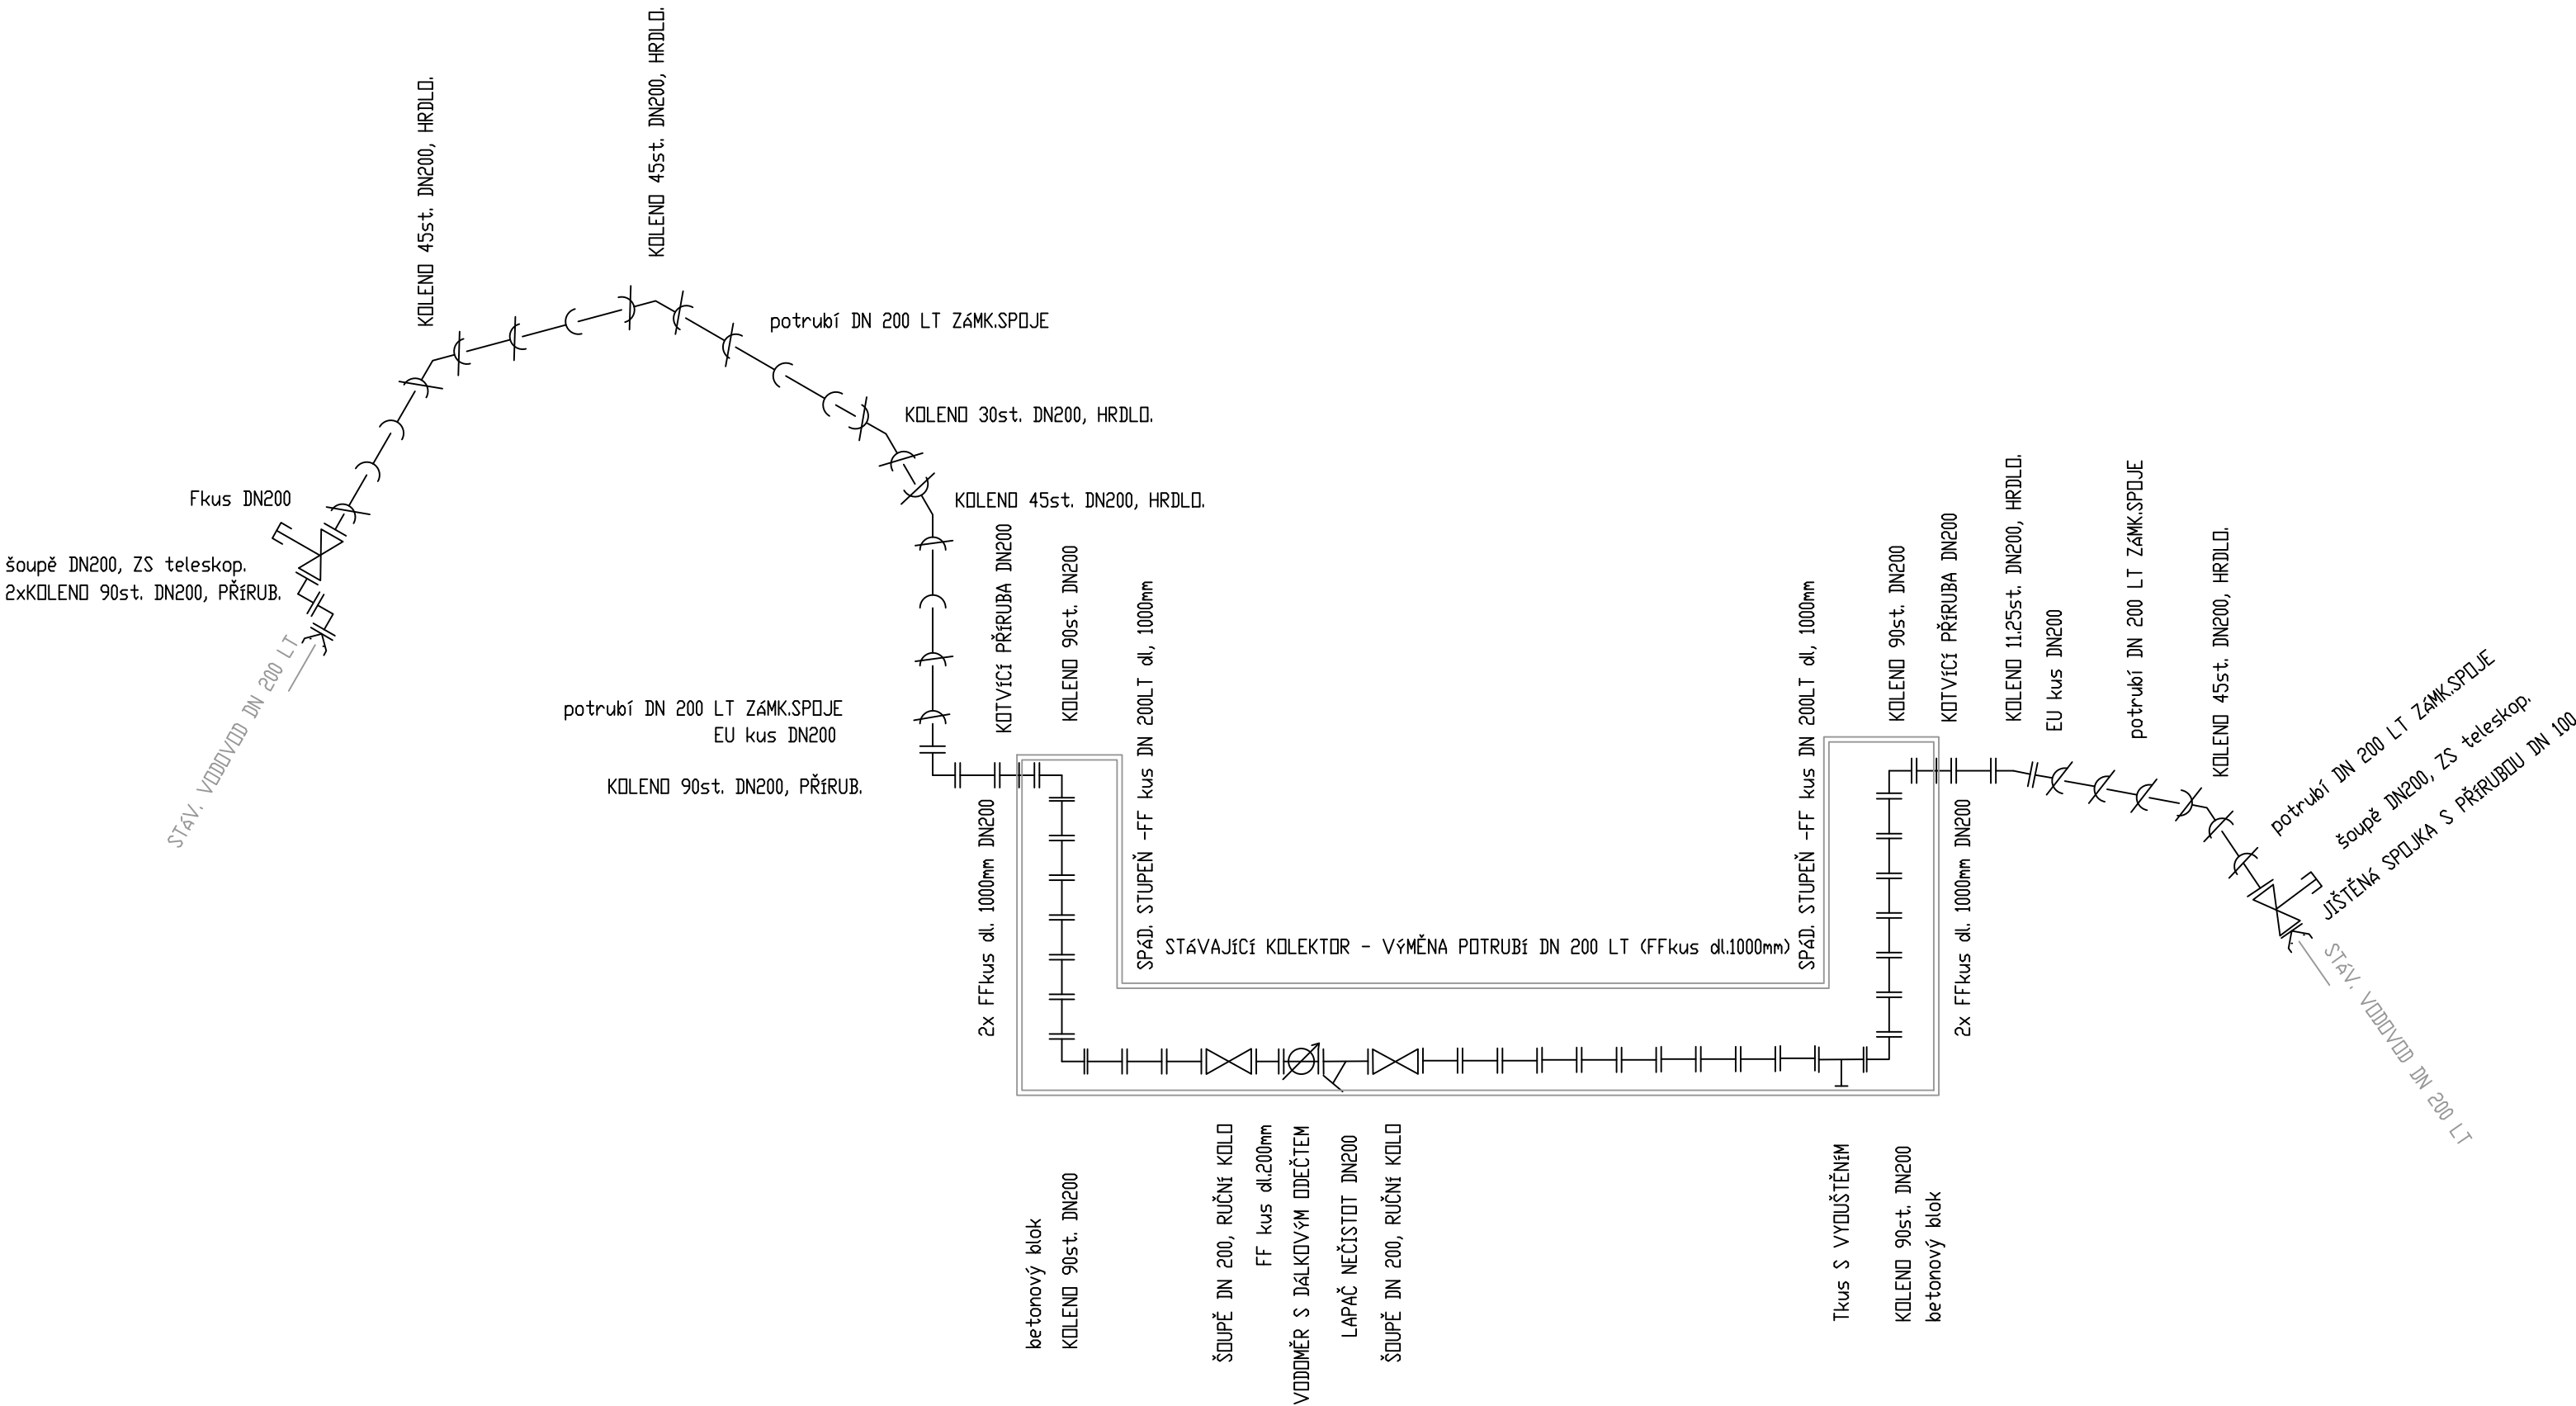 KOLENO 45st. DN200, HRDLO.
KOLENO 45st. DN200, HRDLO.
potrubí DN 200 LT ZÁMK.SPOJE
KOLENO 30st. DN200, HRDLO.
Fkus DN200
KOLENO 45st. DN200, HRDLO.
šoupě DN200, ZS teleskop.
2xKOLENO 90st. DN200, PŘÍRUB.
STÁV. VODOVOD DN 200 LT
potrubí DN 200 LT ZÁMK.SPOJE
EU kus DN200
KOLENO 90st. DN200, PŘÍRUB.
KOTVÍCÍ PŘÍRUBA DN200
KOLENO 90st. DN200
SPÁD. STUPEŇ -FF kus DN 200LT dl, 1000mm
2x FFkus dl. 1000mm DN200
STÁVAJÍCÍ KOLEKTOR - VÝMĚNA POTRUBÍ DN 200 LT (FFkus dl.1000mm)
SPÁD. STUPEŇ -FF kus DN 200LT dl, 1000mm
KOLENO 90st. DN200
KOTVÍCÍ PŘÍRUBA DN200
2x FFkus dl. 1000mm DN200
KOLENO 11.25st. DN200, HRDLO.
EU kus DN200
potrubí DN 200 LT ZÁMK.SPOJE
KOLENO 45st. DN200, HRDLO.
potrubí DN 200 LT ZÁMK.SPOJE
šoupě DN200, ZS teleskop.
JIŠTĚNÁ SPOJKA S PŘÍRUBOU DN 100
STÁV. VODOVOD DN 200 LT
betonový blok
KOLENO 90st. DN200
ŠOUPĚ DN 200, RUČNÍ KOLO
FF kus dl.200mm
VODOMĚR S DÁLKOVÝM ODEČTEM
LAPAČ NEČISTOT DN200
ŠOUPĚ DN 200, RUČNÍ KOLO
Tkus S VYOUŠTĚNÍM
KOLENO 90st. DN200
betonový blok